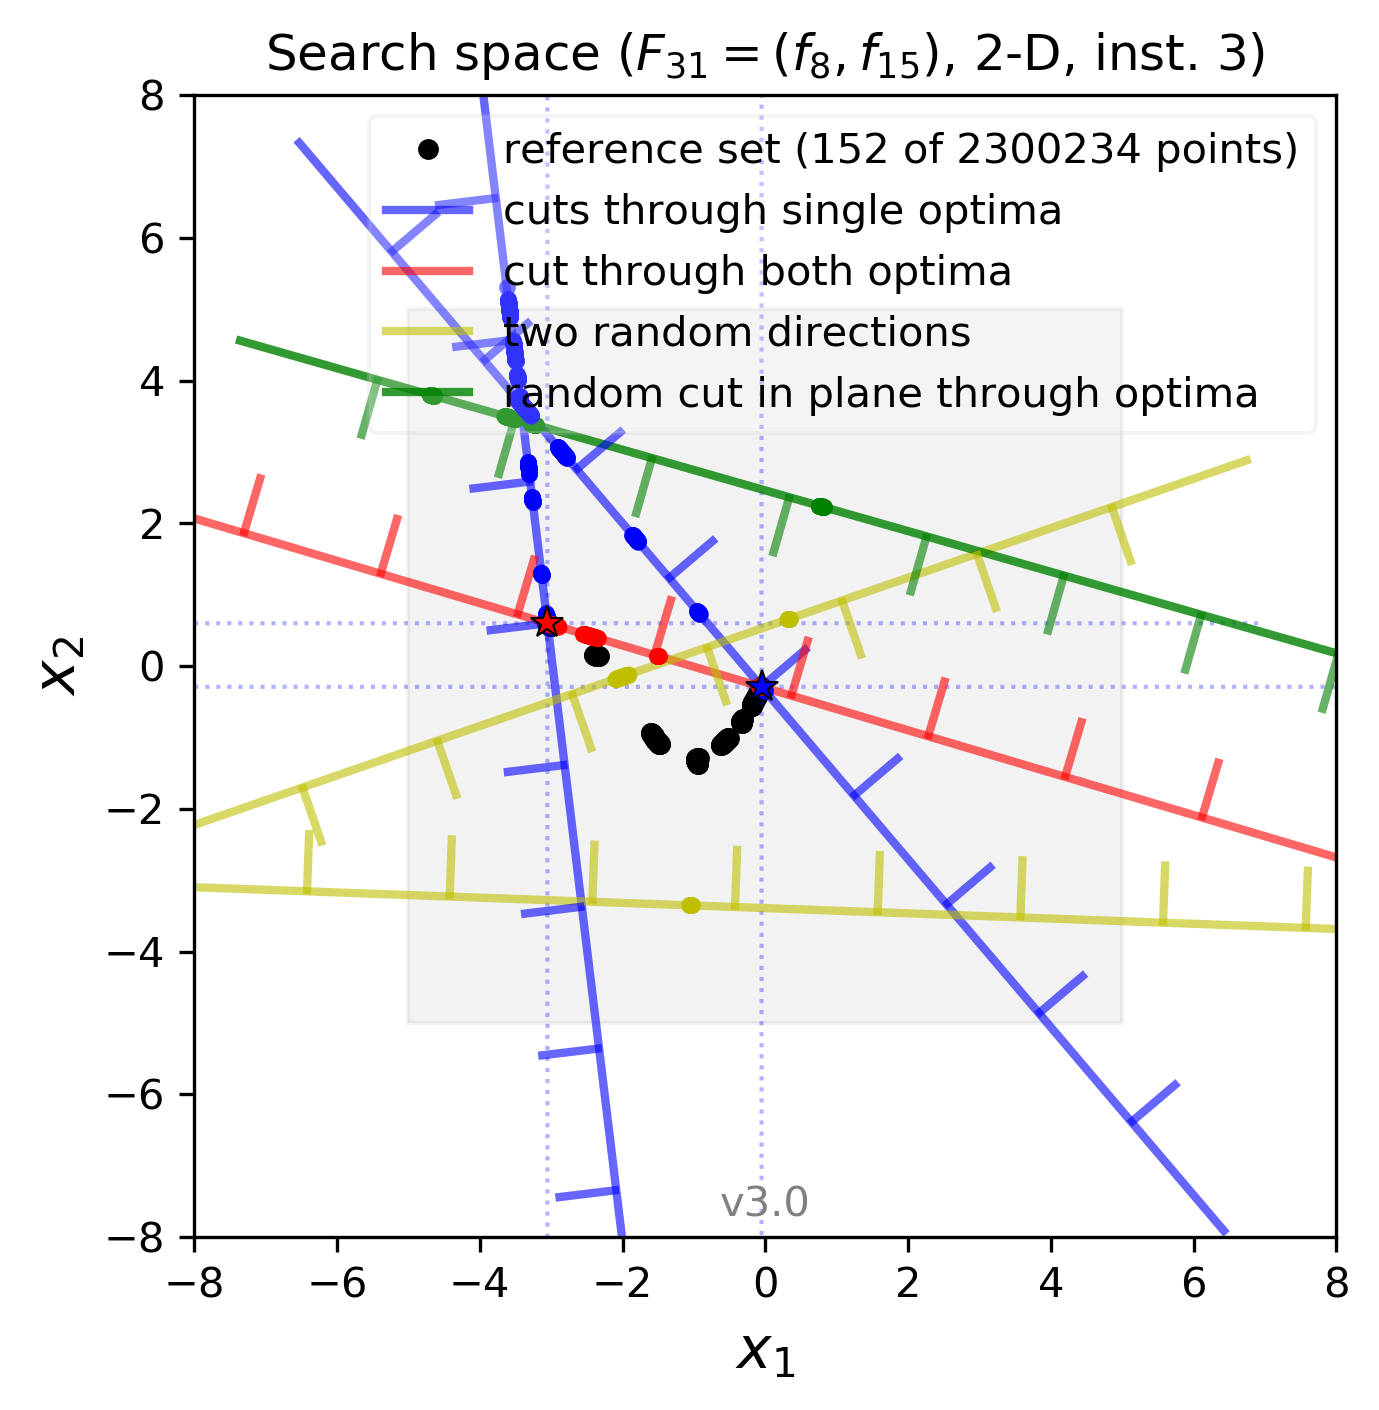 Search space (F₃₁ = (f₈, f₁₅), 2-D, inst. 3)
reference set (152 of 2300234 points)
cuts through single optima
cut through both optima
two random directions
random cut in plane through optima
8
6
4
2
0
−2
−4
−6
−8
x₂
v3.0
−8 −6 −4 −2 0 2 4 6 8
x₁